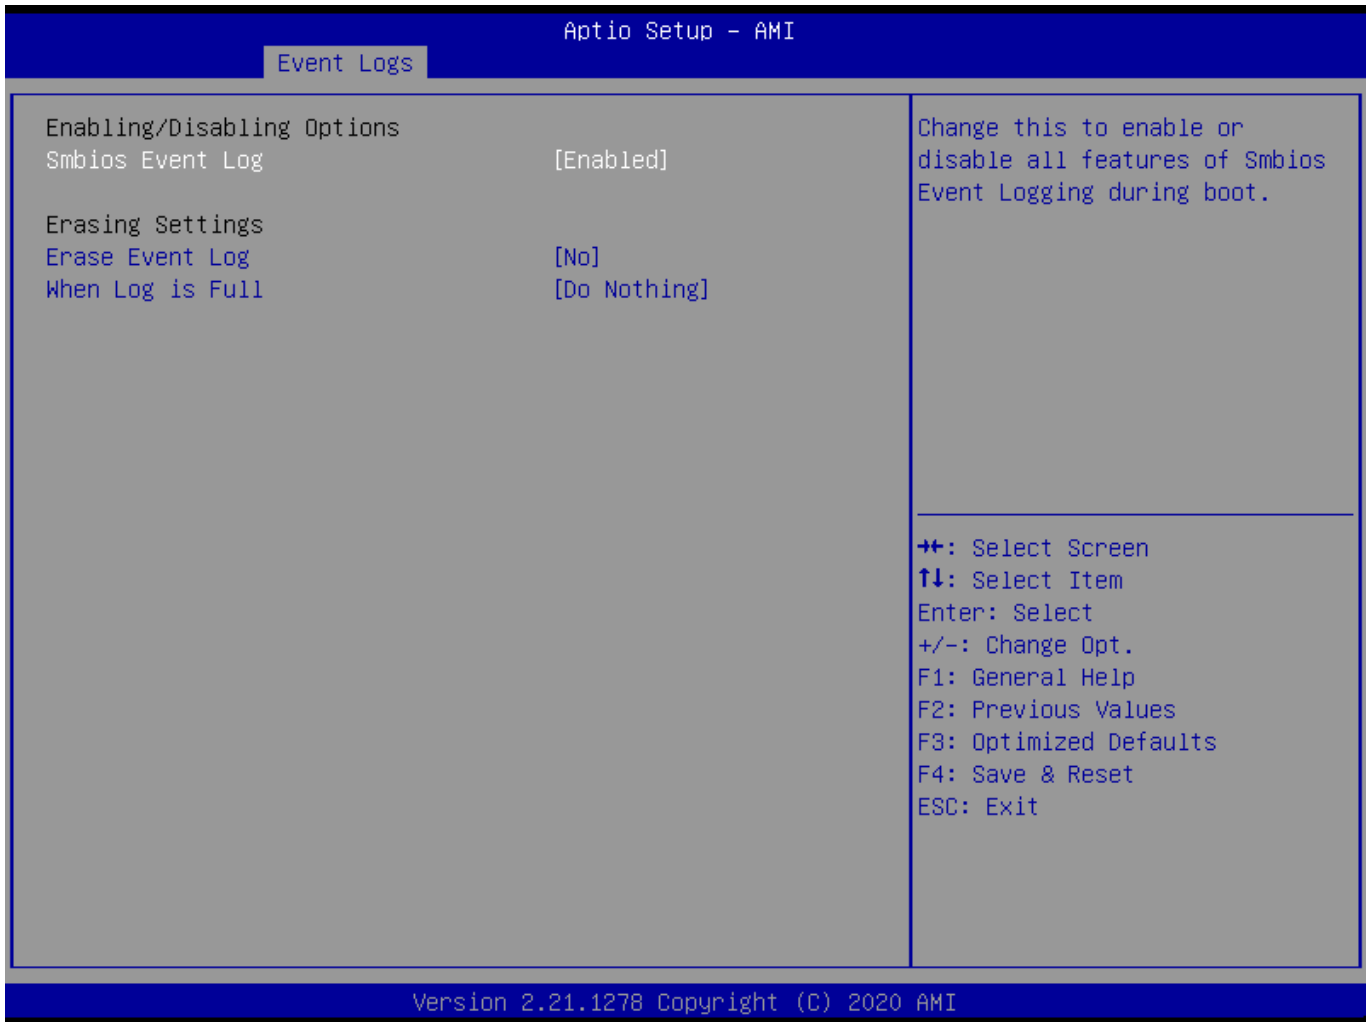 Aptio Setup – AMI
Event Logs
Enabling/Disabling Options
Smbios Event Log [Enabled]
Erasing Settings
Erase Event Log [No]
When Log is Full [Do Nothing]
Change this to enable or
disable all features of Smbios
Event Logging during boot.
→←: Select Screen
↑↓: Select Item
Enter: Select
+/-: Change Opt.
F1: General Help
F2: Previous Values
F3: Optimized Defaults
F4: Save & Reset
ESC: Exit
Version 2.21.1278 Copyright (C) 2020 AMI